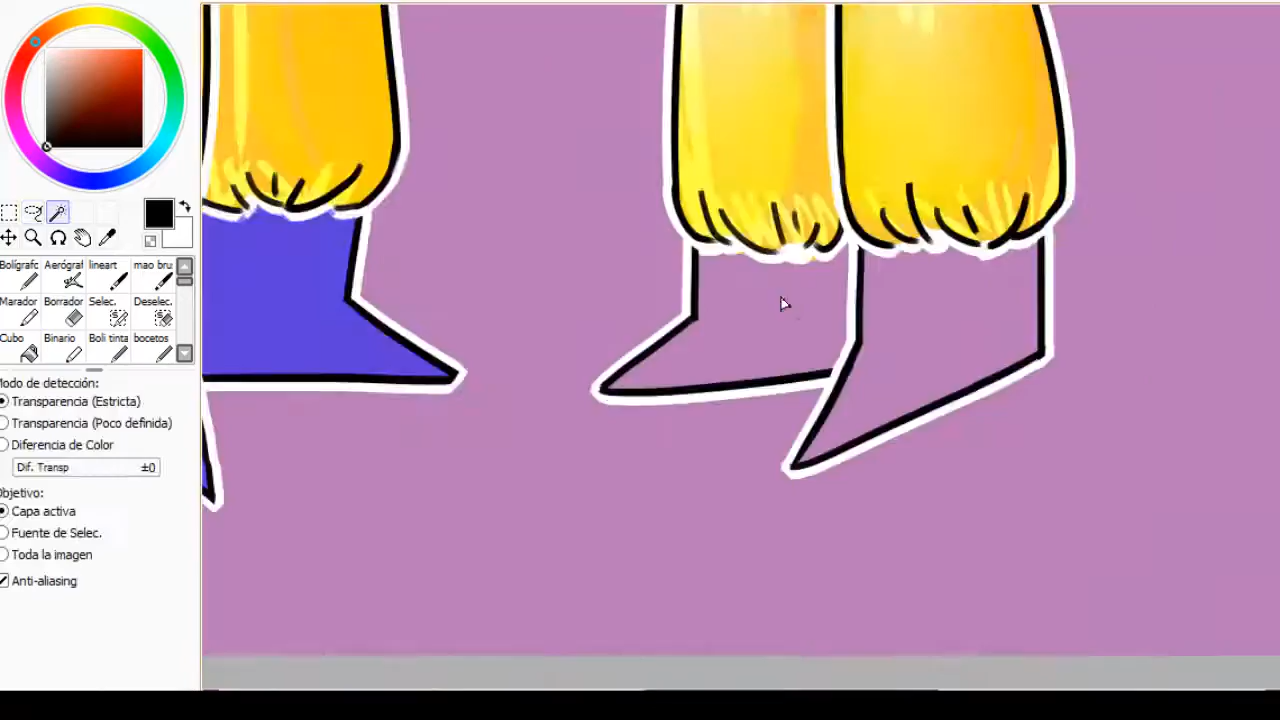 Bolígrafc Aerógraf lineart mao bru
Marador Borrador Selec. Deselec.
Cubo Binario Boli tinta bocetos
Modo de detección:
Transparencia (Estricta)
Transparencia (Poco definida)
Diferencia de Color
Dif. Transp ±0
Objetivo:
Capa activa
Fuente de Selec.
Toda la imagen
Anti-aliasing